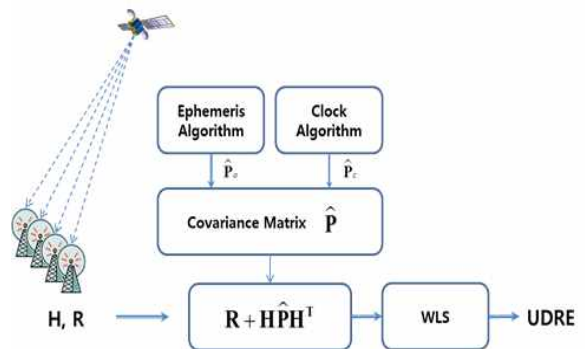 Ephemeris
Algorithm
Clock
Algorithm
P̂ₑ
P̂꜀
Covariance Matrix P̂
H, R
R + HP̂Hᵀ
WLS
UDRE